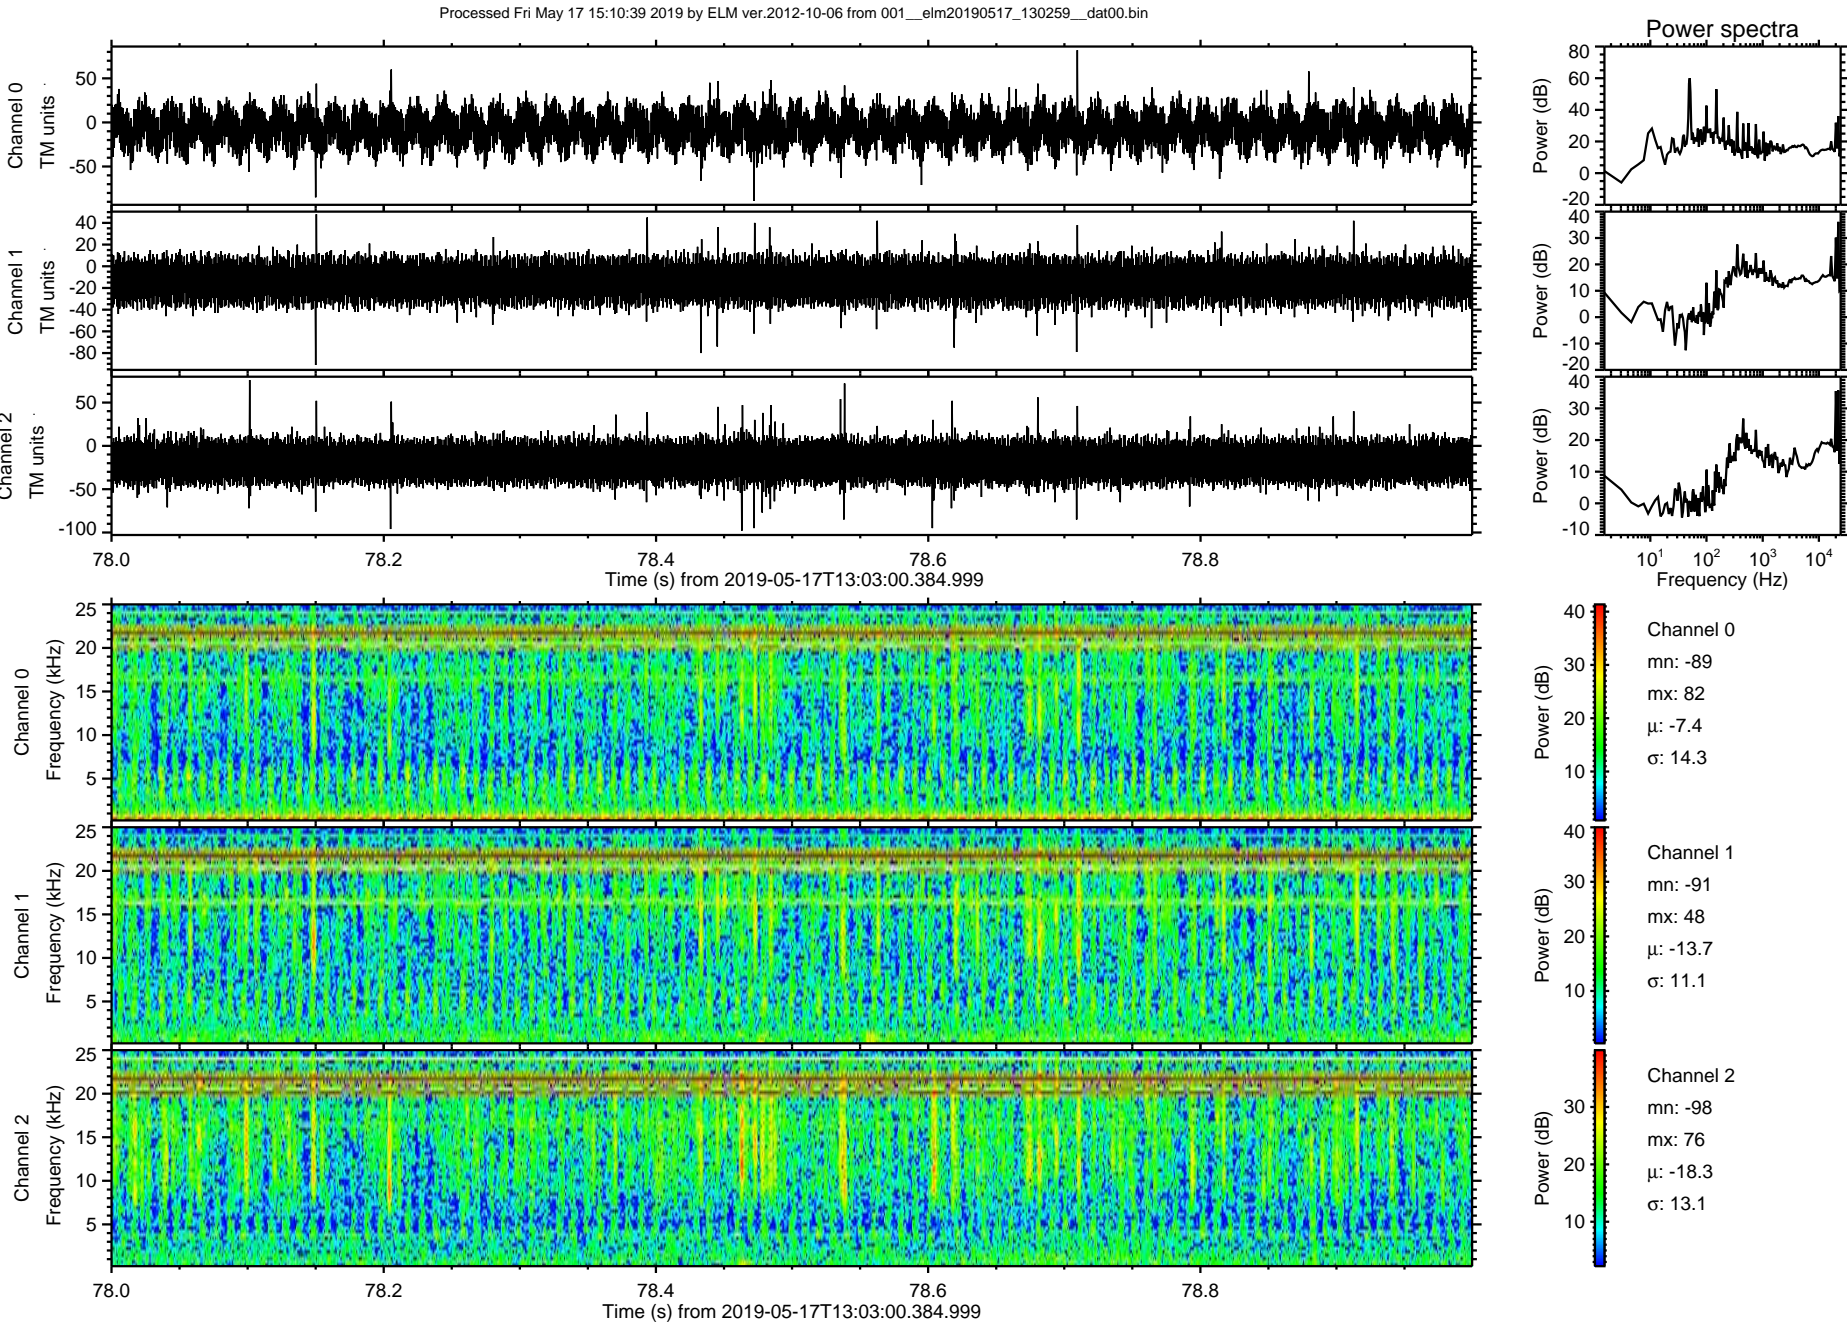 Processed Fri May 17 15:10:39 2019 by ELM ver.2012-10-06 from 001__elm20190517_130259__dat00.bin
Power spectra
Channel 0
TM units
50
0
-50
Power (dB)
80
60
40
20
0
-20
Channel 1
TM units
40
20
0
-20
-40
-60
-80
Power (dB)
40
30
20
10
0
-10
-20
Channel 2
TM units
50
0
-50
-100
Power (dB)
40
30
20
10
0
-10
78.0 78.2 78.4 78.6 78.8
Time (s) from 2019-05-17T13:03:00.384.999
10¹ 10² 10³ 10⁴
Frequency (Hz)
Channel 0
Frequency (kHz)
25
20
15
10
5
Power (dB)
40
30
20
10
Channel 0
mn: -89
mx: 82
μ: -7.4
σ: 14.3
Channel 1
Frequency (kHz)
25
20
15
10
5
Power (dB)
40
30
20
10
Channel 1
mn: -91
mx: 48
μ: -13.7
σ: 11.1
Channel 2
Frequency (kHz)
25
20
15
10
5
Power (dB)
30
20
10
Channel 2
mn: -98
mx: 76
μ: -18.3
σ: 13.1
78.0 78.2 78.4 78.6 78.8
Time (s) from 2019-05-17T13:03:00.384.999